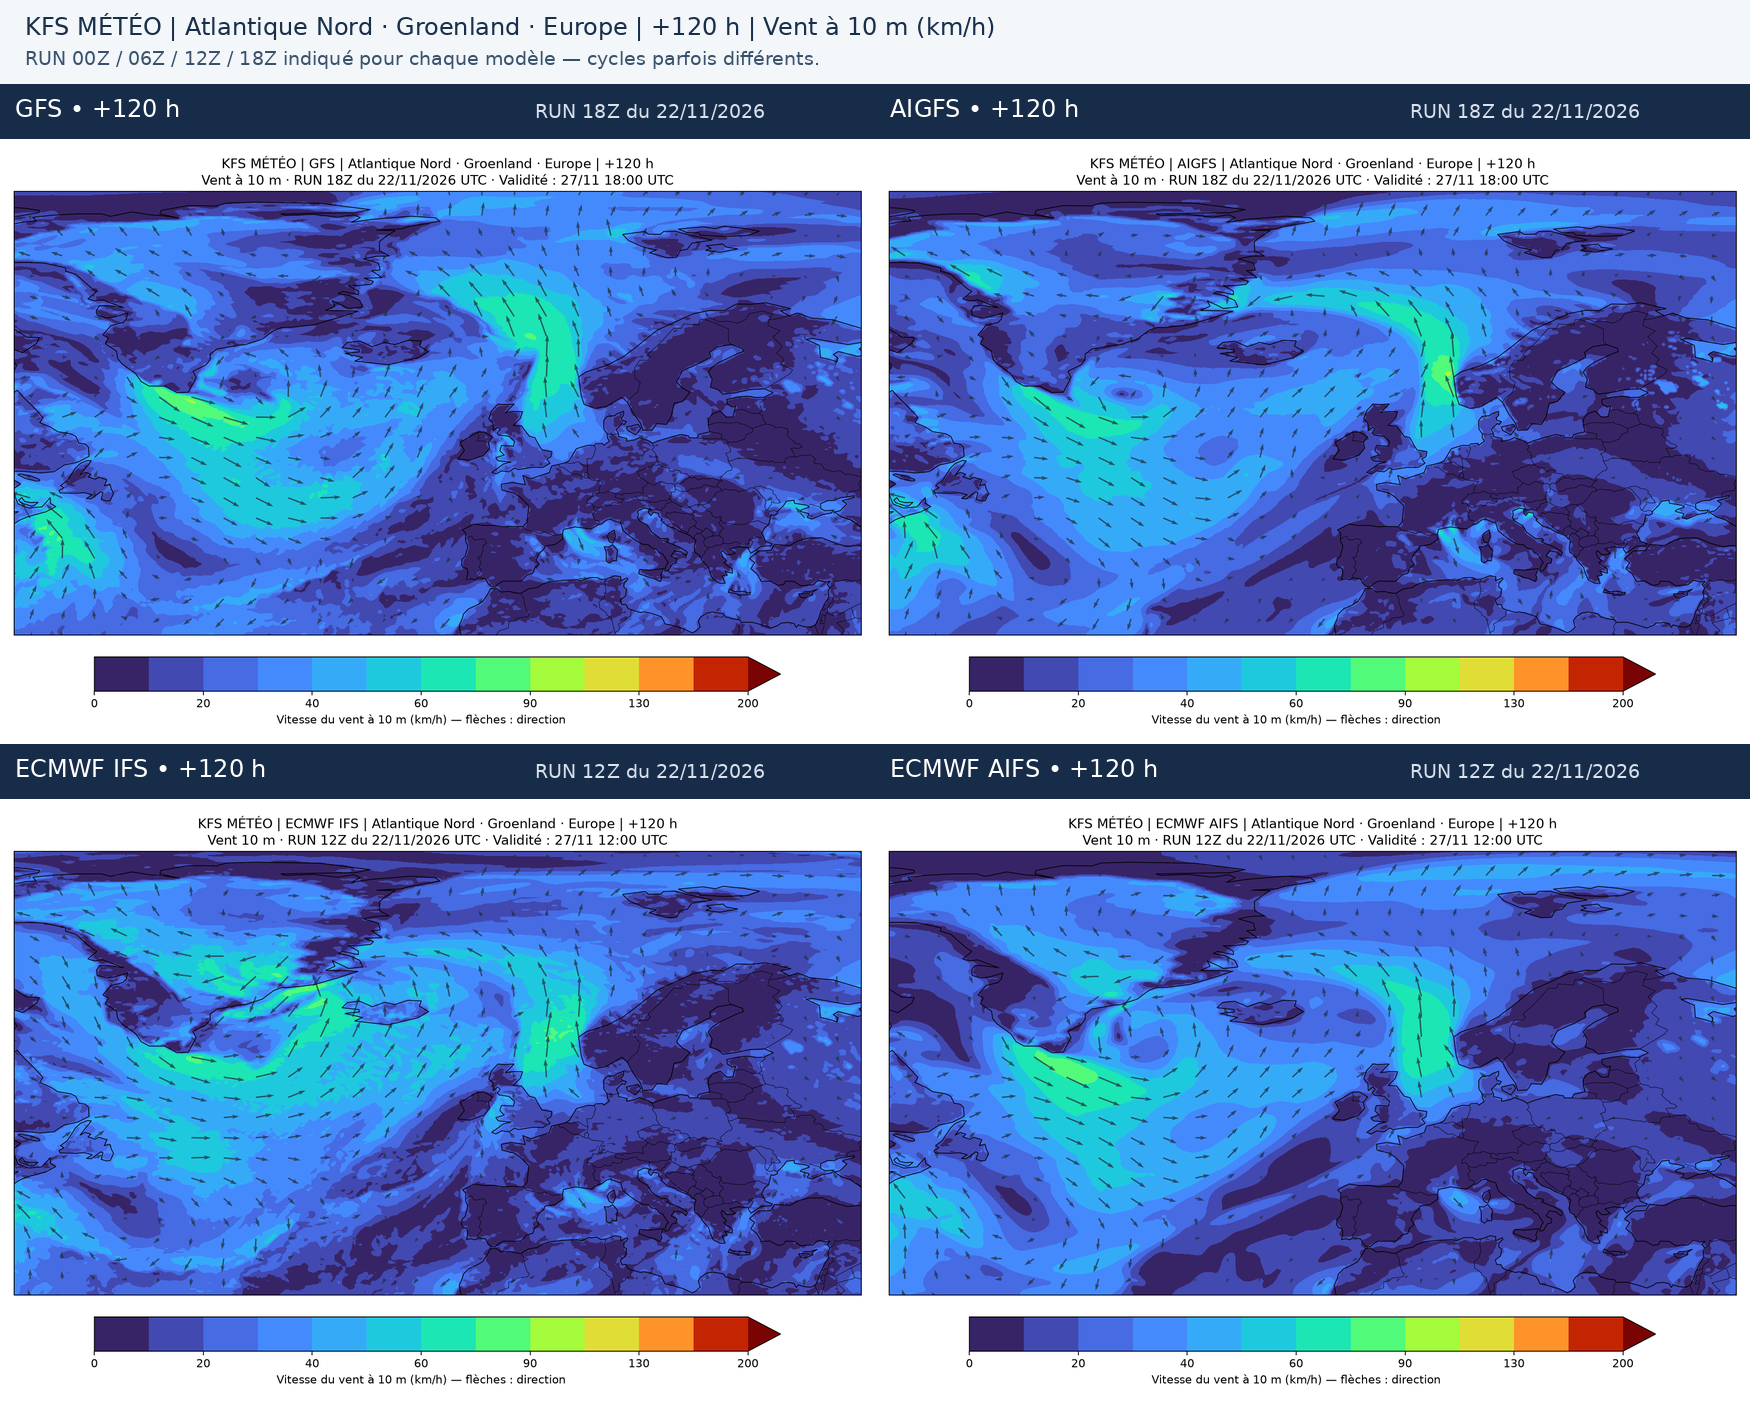 KFS MÉTÉO | Atlantique Nord · Groenland · Europe | +120 h | Vent à 10 m (km/h)
RUN 00Z / 06Z / 12Z / 18Z indiqué pour chaque modèle — cycles parfois différents.
GFS • +120 h
RUN 18Z du 22/11/2026
KFS MÉTÉO | GFS | Atlantique Nord · Groenland · Europe | +120 h
Vent à 10 m · RUN 18Z du 22/11/2026 UTC · Validité : 27/11 18:00 UTC
0 20 40 60 90 130 200
Vitesse du vent à 10 m (km/h) — flèches : direction
AIGFS • +120 h
RUN 18Z du 22/11/2026
KFS MÉTÉO | AIGFS | Atlantique Nord · Groenland · Europe | +120 h
Vent à 10 m · RUN 18Z du 22/11/2026 UTC · Validité : 27/11 18:00 UTC
0 20 40 60 90 130 200
Vitesse du vent à 10 m (km/h) — flèches : direction
ECMWF IFS • +120 h
RUN 12Z du 22/11/2026
KFS MÉTÉO | ECMWF IFS | Atlantique Nord · Groenland · Europe | +120 h
Vent 10 m · RUN 12Z du 22/11/2026 UTC · Validité : 27/11 12:00 UTC
0 20 40 60 90 130 200
Vitesse du vent à 10 m (km/h) — flèches : direction
ECMWF AIFS • +120 h
RUN 12Z du 22/11/2026
KFS MÉTÉO | ECMWF AIFS | Atlantique Nord · Groenland · Europe | +120 h
Vent 10 m · RUN 12Z du 22/11/2026 UTC · Validité : 27/11 12:00 UTC
0 20 40 60 90 130 200
Vitesse du vent à 10 m (km/h) — flèches : direction